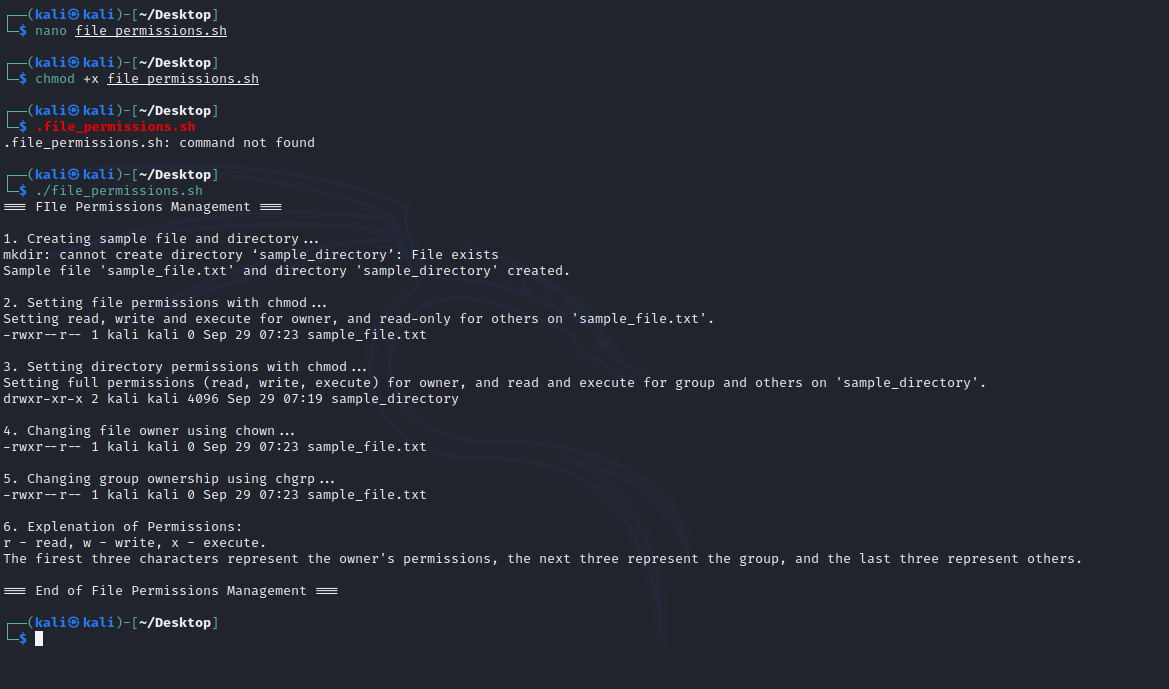 ┌──(kali㉿kali)-[~/Desktop]
└─$ nano file_permissions.sh
┌──(kali㉿kali)-[~/Desktop]
└─$ chmod +x file_permissions.sh
┌──(kali㉿kali)-[~/Desktop]
└─$ .file_permissions.sh
.file_permissions.sh: command not found
┌──(kali㉿kali)-[~/Desktop]
└─$ ./file_permissions.sh
=== FIle Permissions Management ===
1. Creating sample file and directory...
mkdir: cannot create directory ‘sample_directory’: File exists
Sample file 'sample_file.txt' and directory 'sample_directory' created.
2. Setting file permissions with chmod...
Setting read, write and execute for owner, and read-only for others on 'sample_file.txt'.
-rwxr--r-- 1 kali kali 0 Sep 29 07:23 sample_file.txt
3. Setting directory permissions with chmod...
Setting full permissions (read, write, execute) for owner, and read and execute for group and others on 'sample_directory'.
drwxr-xr-x 2 kali kali 4096 Sep 29 07:19 sample_directory
4. Changing file owner using chown...
-rwxr--r-- 1 kali kali 0 Sep 29 07:23 sample_file.txt
5. Changing group ownership using chgrp...
-rwxr--r-- 1 kali kali 0 Sep 29 07:23 sample_file.txt
6. Explenation of Permissions:
r - read, w - write, x - execute.
The firest three characters represent the owner's permissions, the next three represent the group, and the last three represent others.
=== End of File Permissions Management ===
┌──(kali㉿kali)-[~/Desktop]
└─$